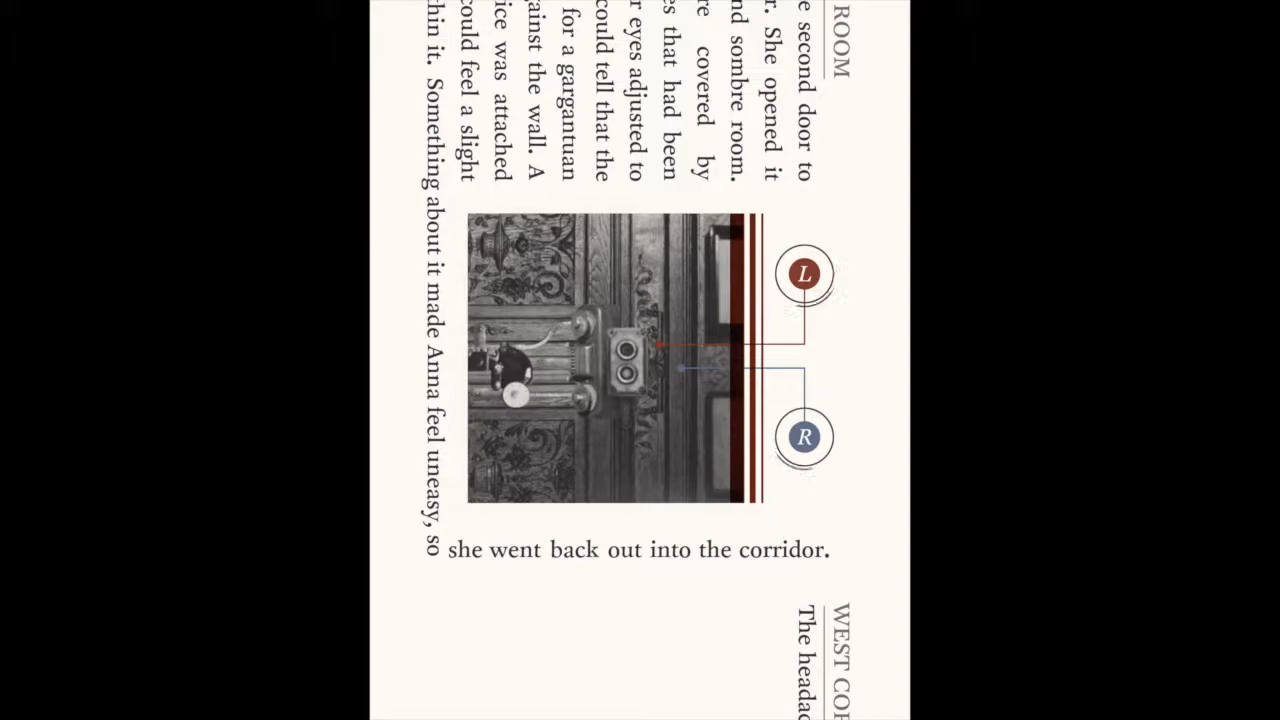 ROOM
e second door to
r. She opened it
nd sombre room.
re covered by
es that had been
r eyes adjusted to
could tell that the
for a gargantuan
gainst the wall. A
ice was attached
could feel a slight
hin it. Something about it made Anna feel uneasy, so
she went back out into the corridor.
L
R
WEST COR
The headac